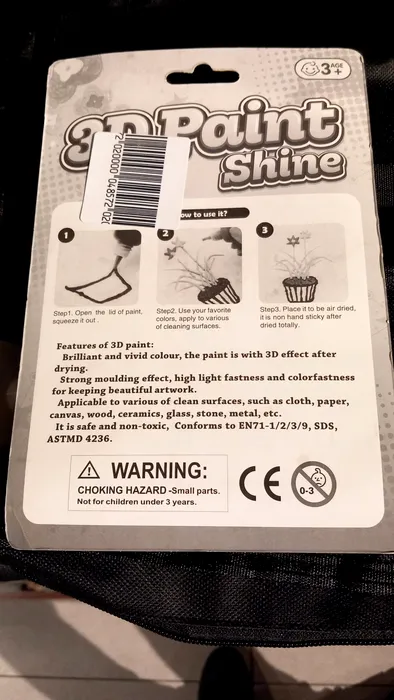 AGE
3+
3D Paint
Shine
ow to use it?
1
2
3
Step1. Open the lid of paint,
squeeze it out .
Step2. Use your favorite
colors, apply to various
of cleaning surfaces.
Step3. Place it to be air dried,
it is non hand sticky after
dried totally.
Features of 3D paint:
Brilliant and vivid colour, the paint is with 3D effect after
drying.
Strong moulding effect, high light fastness and colorfastness
for keeping beautiful artwork.
Applicable to various of clean surfaces, such as cloth, paper,
canvas, wood, ceramics, glass, stone, metal, etc.
It is safe and non-toxic, Conforms to EN71-1/2/3/9, SDS,
ASTMD 4236.
WARNING:
CHOKING HAZARD -Small parts.
Not for children under 3 years.
CE
0-3